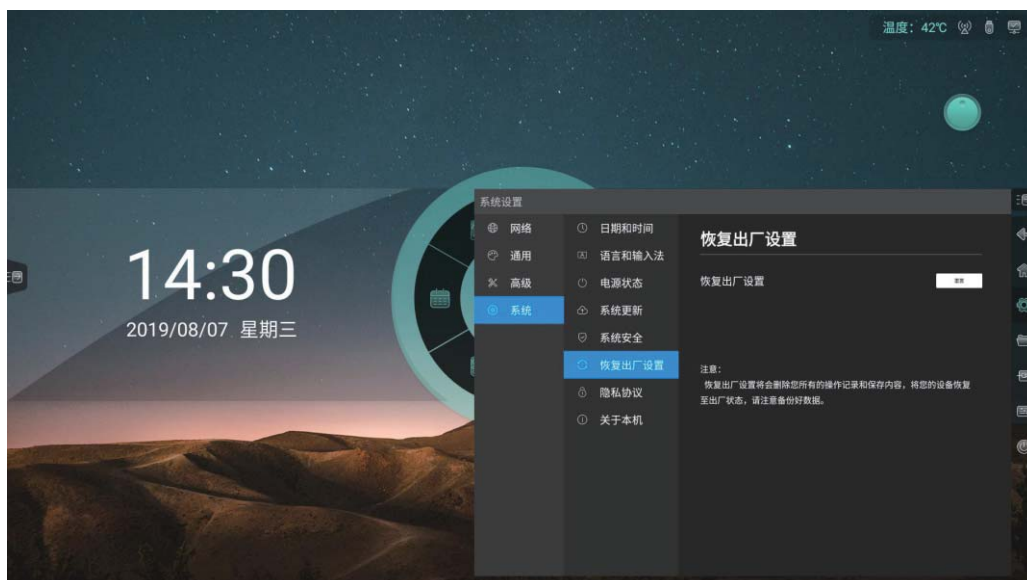 温度：42℃
14:30
2019/08/07 星期三
系统设置
网络
通用
高级
系统
日期和时间
语言和输入法
电源状态
系统更新
系统安全
恢复出厂设置
隐私协议
关于本机
恢复出厂设置
恢复出厂设置
注意：
恢复出厂设置将会删除您所有的操作记录和保存内容，将您的设备恢复
至出厂状态，请注意备份好数据。